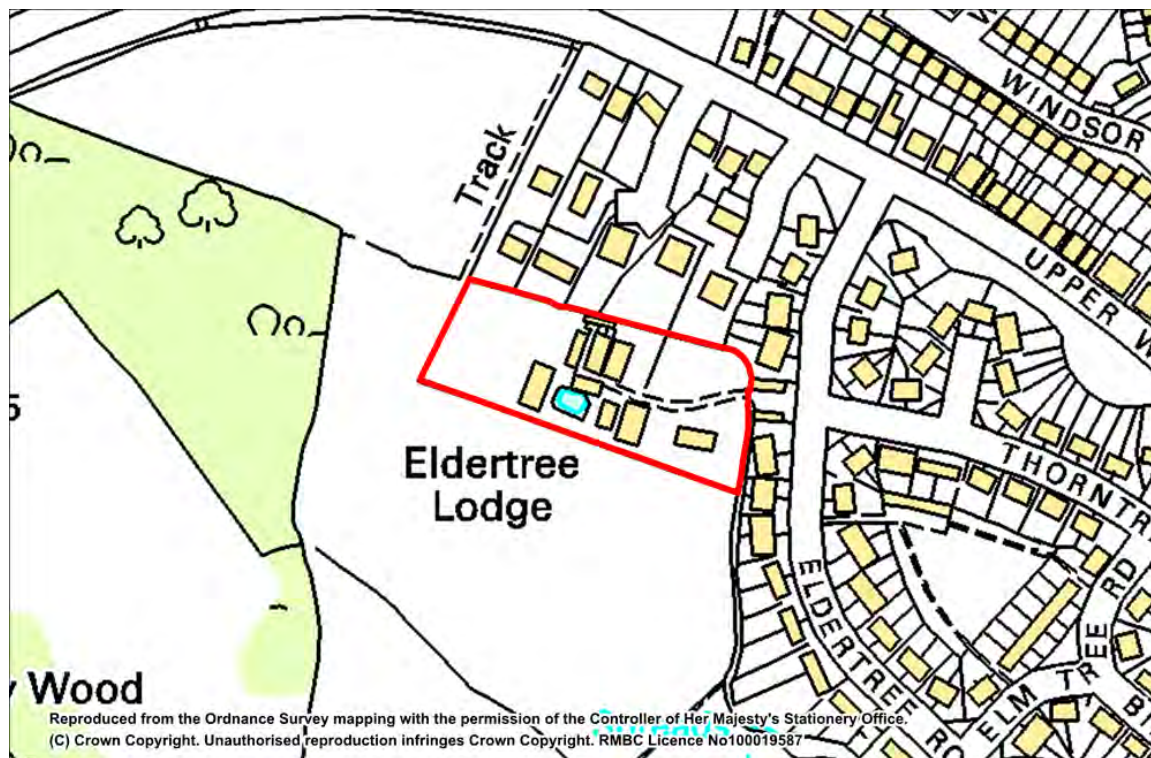 WINDSOR
Track
UPPER W
5
Eldertree
Lodge
THORNTR
ELDERTREE RO
ELM TREE
RD
B
Wood
Reproduced from the Ordnance Survey mapping with the permission of the Controller of Her Majesty's Stationery Office.
(C) Crown Copyright. Unauthorised reproduction infringes Crown Copyright. RMBC Licence No100019587